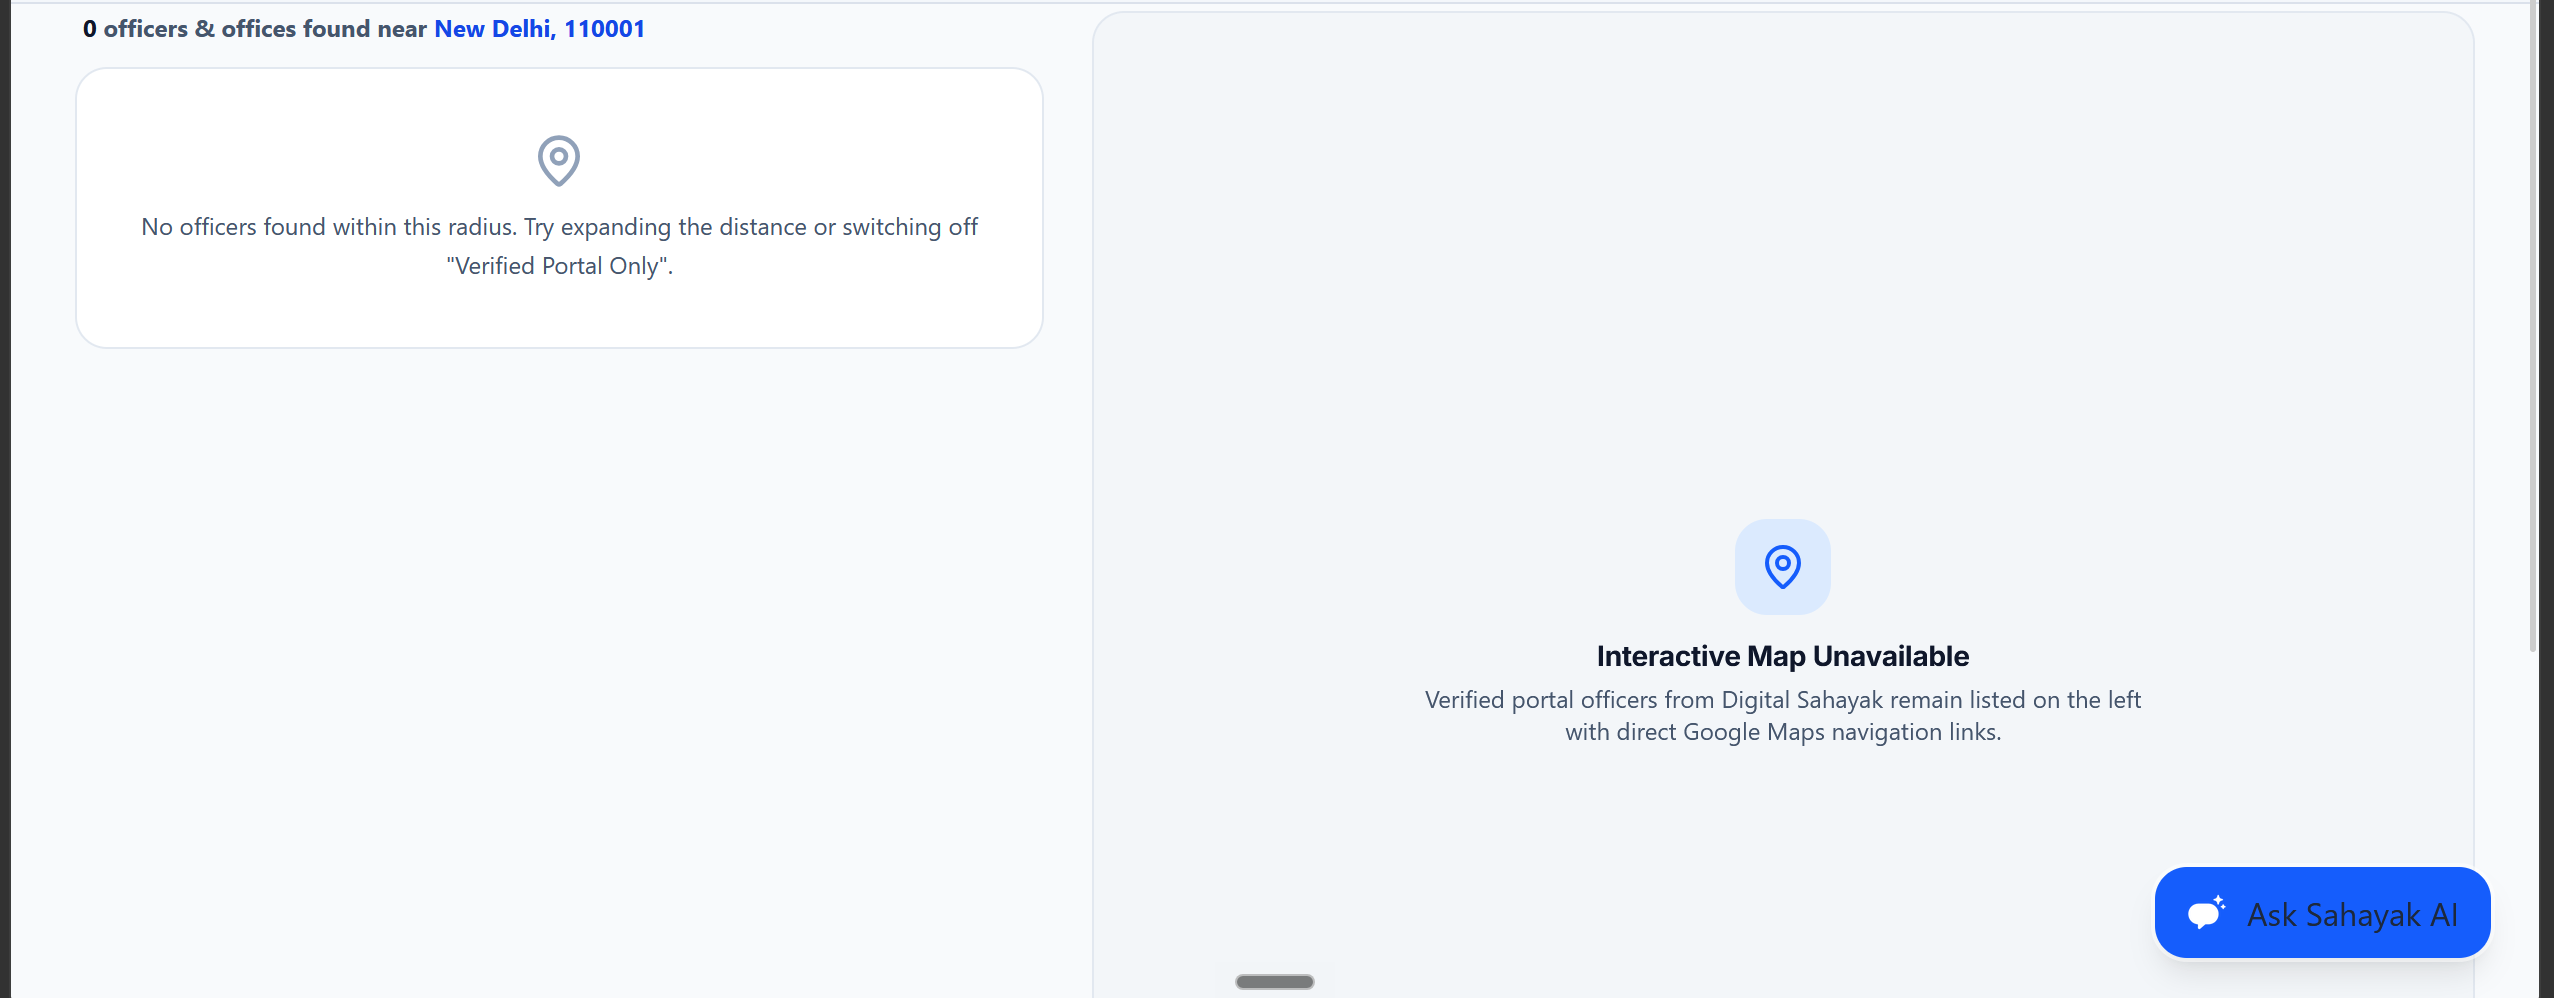 0 officers & offices found near New Delhi, 110001
No officers found within this radius. Try expanding the distance or switching off
"Verified Portal Only".
Interactive Map Unavailable
Verified portal officers from Digital Sahayak remain listed on the left
with direct Google Maps navigation links.
Ask Sahayak AI